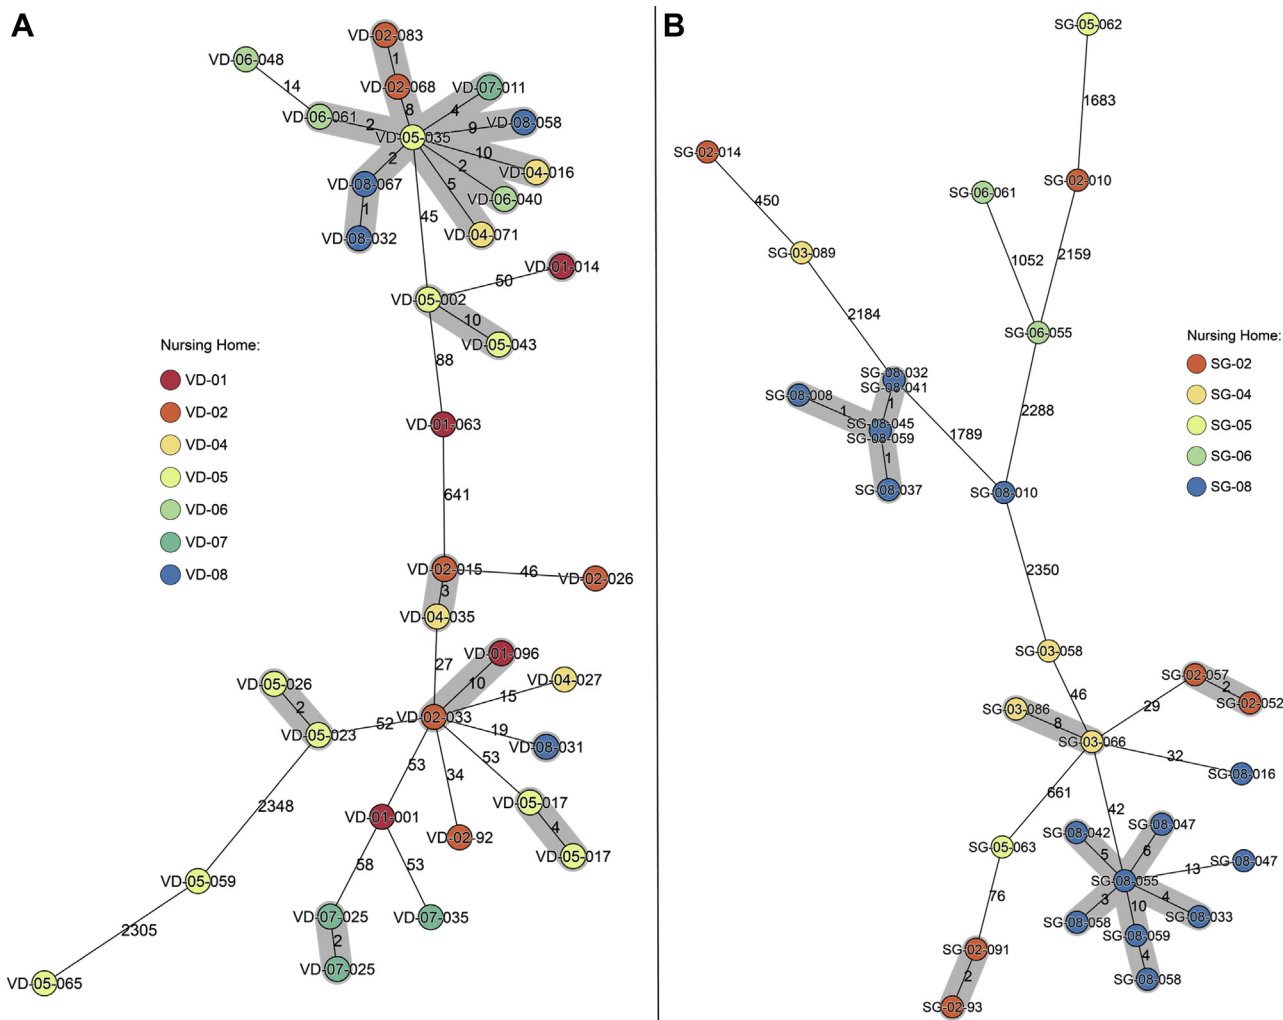 A
VD-02-083
VD-06-048
1
14
VD-02-068
VD-07-011
8
4
VD-06-061
2
9
VD-08-058
VD-05-035
10
2
2
VD-04-016
VD-08-067
5
VD-06-040
1
45
VD-08-032
VD-04-071
VD-01-014
50
VD-05-002
10
VD-05-043
88
Nursing Home:
VD-01
VD-02
VD-04
VD-05
VD-06
VD-07
VD-08
VD-01-063
641
VD-02-015
46
VD-02-026
3
VD-04-035
27
VD-01-096
10
VD-04-027
15
VD-05-026
2
VD-02-033
52
VD-05-023
19
VD-08-031
53
53
34
2348
VD-05-017
VD-01-001
4
VD-02-92
VD-05-017
58
53
VD-05-059
VD-07-025
VD-07-035
2305
2
VD-07-025
VD-05-065
B
SG-05-062
1683
SG-02-014
SG-02-010
SG-06-061
450
SG-03-089
1052
2159
2184
SG-06-055
Nursing Home:
SG-02
SG-04
SG-05
SG-06
SG-08
SG-08-032
SG-08-041
SG-08-008
1
1
2288
SG-08-045
SG-08-059
1789
1
SG-08-037
SG-08-010
2350
SG-03-058
46
SG-02-057
2
SG-02-052
SG-03-086
29
8
SG-03-066
32
SG-08-016
661
42
SG-08-042
SG-08-047
SG-05-063
5
6
SG-08-047
13
SG-08-055
76
3
10
4
SG-08-058
SG-08-033
SG-08-059
SG-02-091
4
2
SG-08-058
SG-02-93